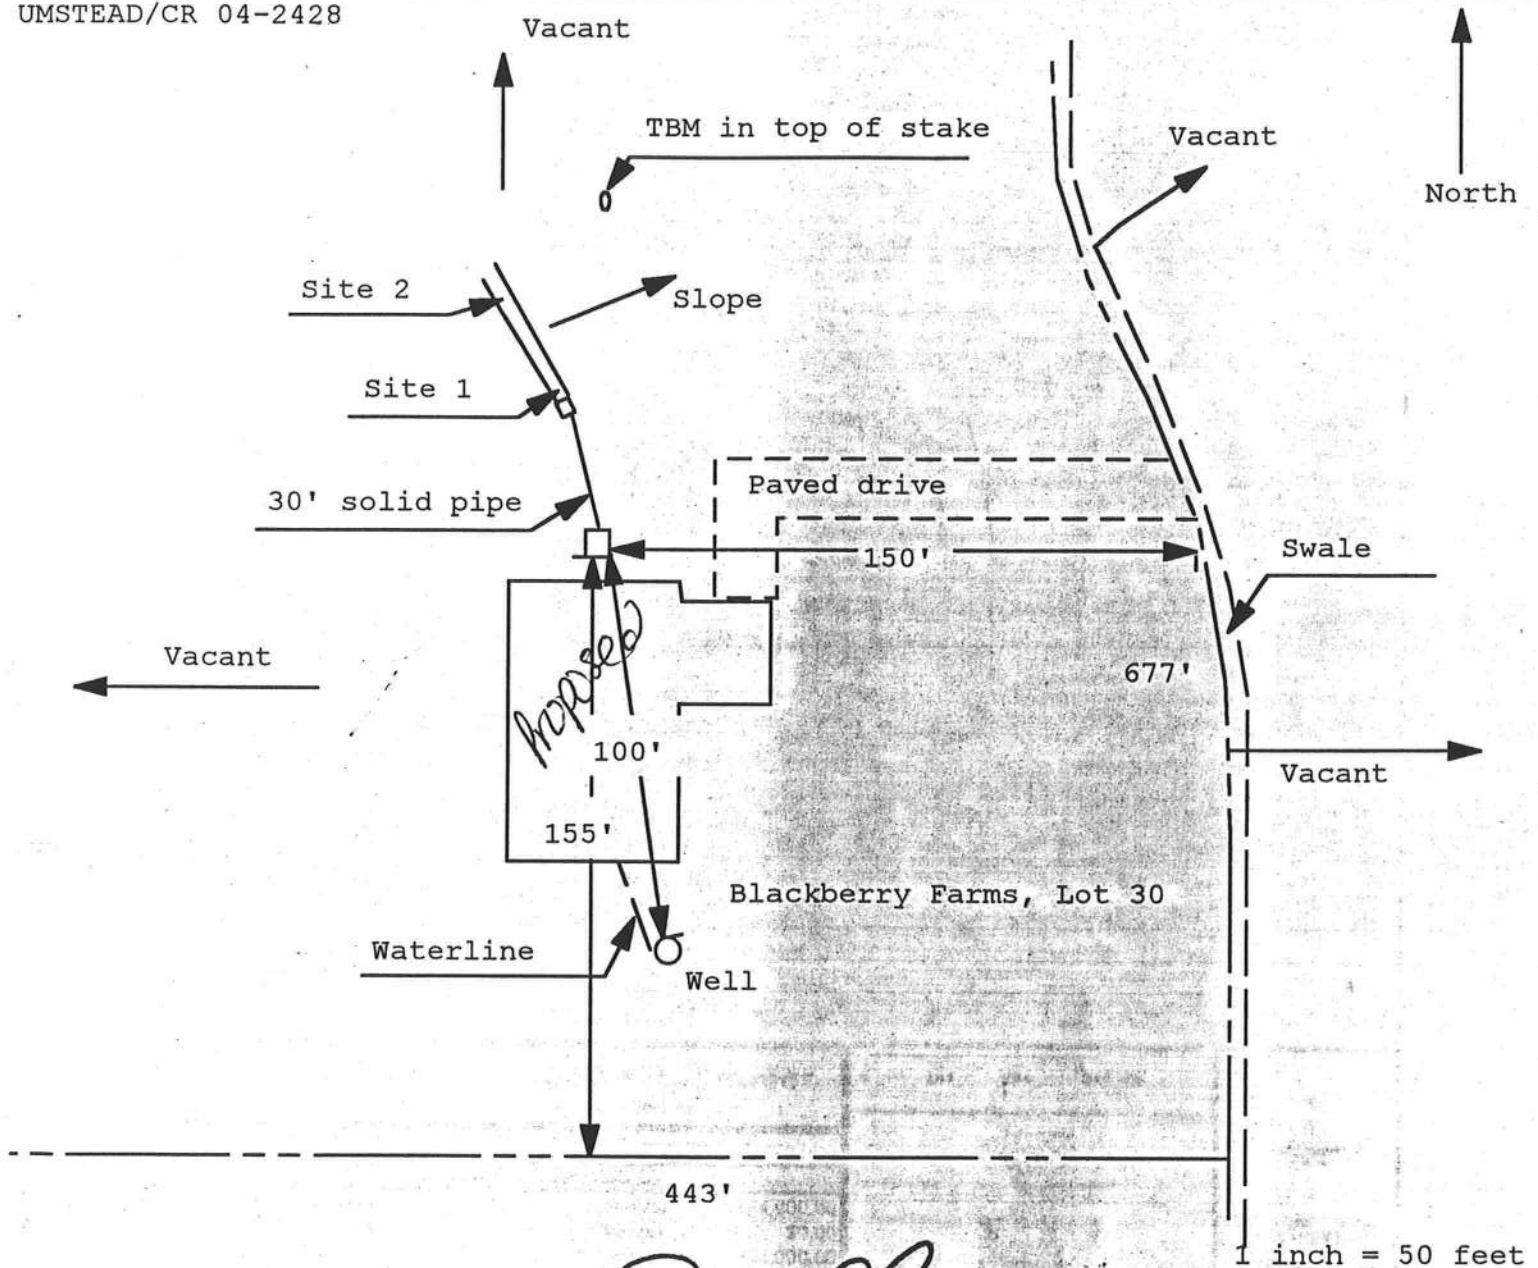 UMSTEAD/CR 04-2428
Vacant
TBM in top of stake
Vacant
North
Site 2
Slope
Site 1
30' solid pipe
Paved drive
150'
Swale
Vacant
proposed
677'
100'
Vacant
155'
Blackberry Farms, Lot 30
Waterline
Well
443'
1 inch = 50 feet